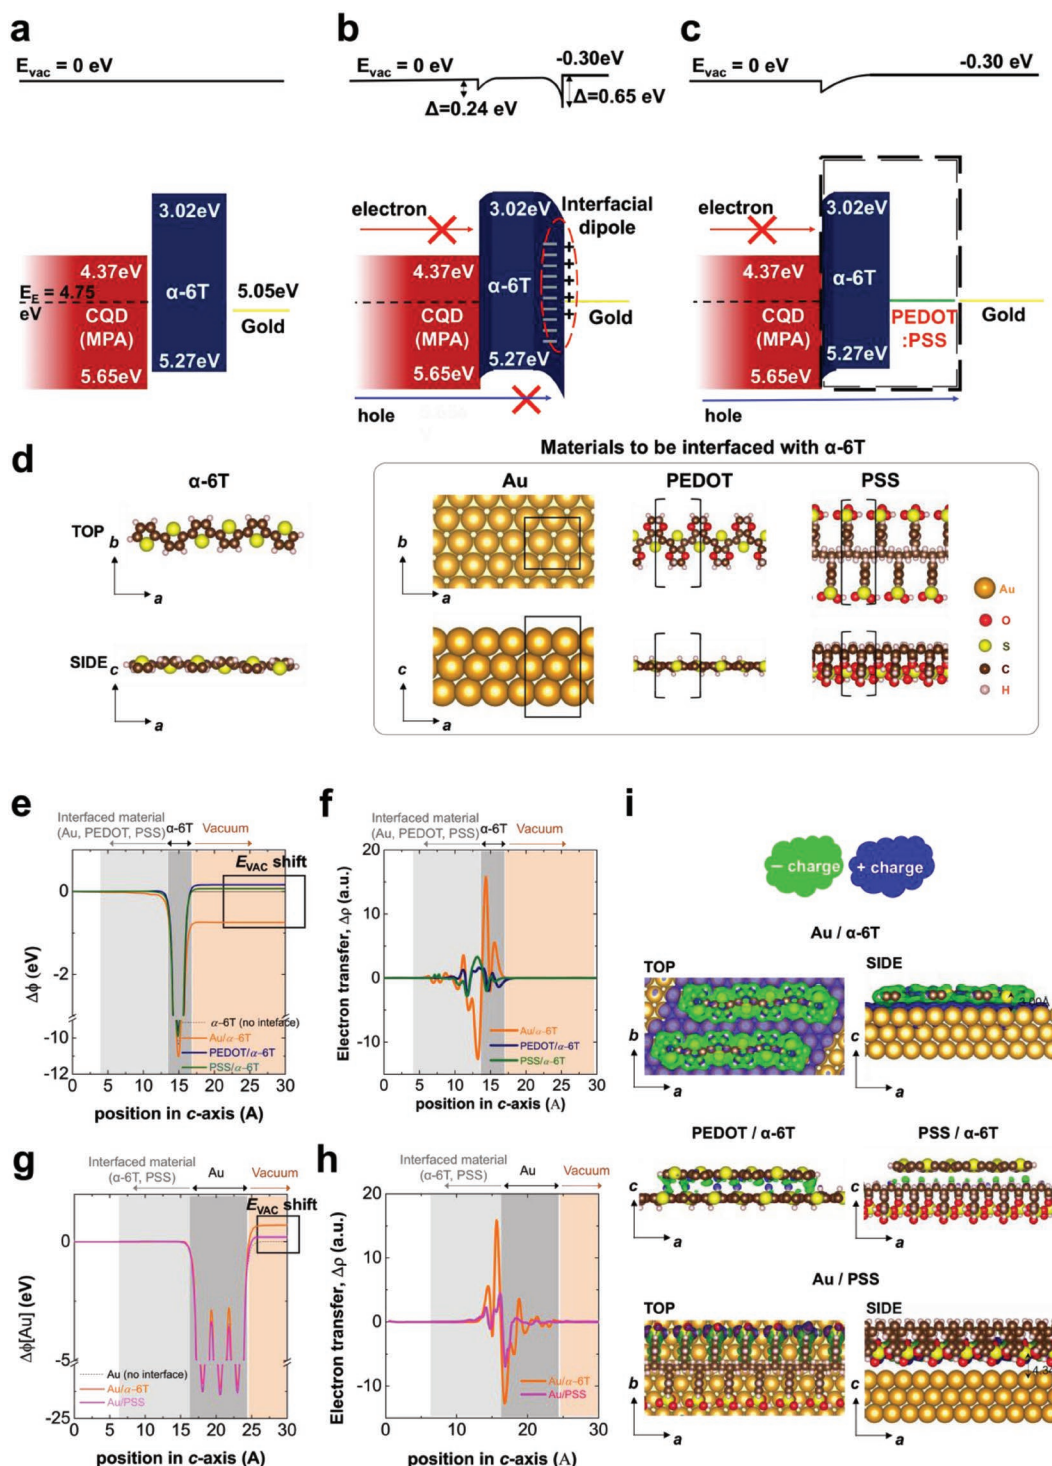 a
E_vac = 0 eV
3.02eV
4.37eV
E_E = 4.75
eV
α-6T
5.05eV
Gold
CQD
(MPA)
5.27eV
5.65eV
b
E_vac = 0 eV
-0.30eV
Δ=0.24 eV
Δ=0.65 eV
electron
3.02eV
Interfacial
dipole
4.37eV
α-6T
CQD
(MPA)
Gold
5.27eV
5.65eV
hole
c
E_vac = 0 eV
-0.30 eV
electron
3.02eV
4.37eV
α-6T
CQD
(MPA)
PEDOT
:PSS
Gold
5.27eV
5.65eV
hole
d
α-6T
TOP
b
a
SIDE
c
a
Materials to be interfaced with α-6T
Au
PEDOT
PSS
b
a
c
a
Au
O
S
C
H
e
Interfaced material
(Au, PEDOT, PSS)
α-6T
Vacuum
E_VAC shift
Δϕ (eV)
0
-2
-10
-12
α-6T (no inteface)
Au/α-6T
PEDOT/α-6T
PSS/α-6T
0 5 10 15 20 25 30
position in c-axis (A)
f
Interfaced material
(Au, PEDOT, PSS)
α-6T
Vacuum
Electron transfer, Δρ (a.u.)
20
10
0
-10
Au/α-6T
PEDOT/α-6T
PSS/α-6T
0 5 10 15 20 25 30
position in c-axis (A)
g
Interfaced material
(α-6T, PSS)
Au
Vacuum
E_VAC shift
Δϕ[Au] (eV)
0
-5
-25
Au (no interface)
Au/α-6T
Au/PSS
0 5 10 15 20 25 30
position in c-axis (A)
h
Interfaced material
(α-6T, PSS)
Au
Vacuum
Electron transfer, Δρ (a.u.)
20
10
0
-10
Au/α-6T
Au/PSS
0 5 10 15 20 25 30
position in c-axis (A)
i
− charge
+ charge
Au / α-6T
TOP
SIDE
b
a
c
a
PEDOT / α-6T
PSS / α-6T
c
a
c
a
Au / PSS
TOP
SIDE
b
a
c
a